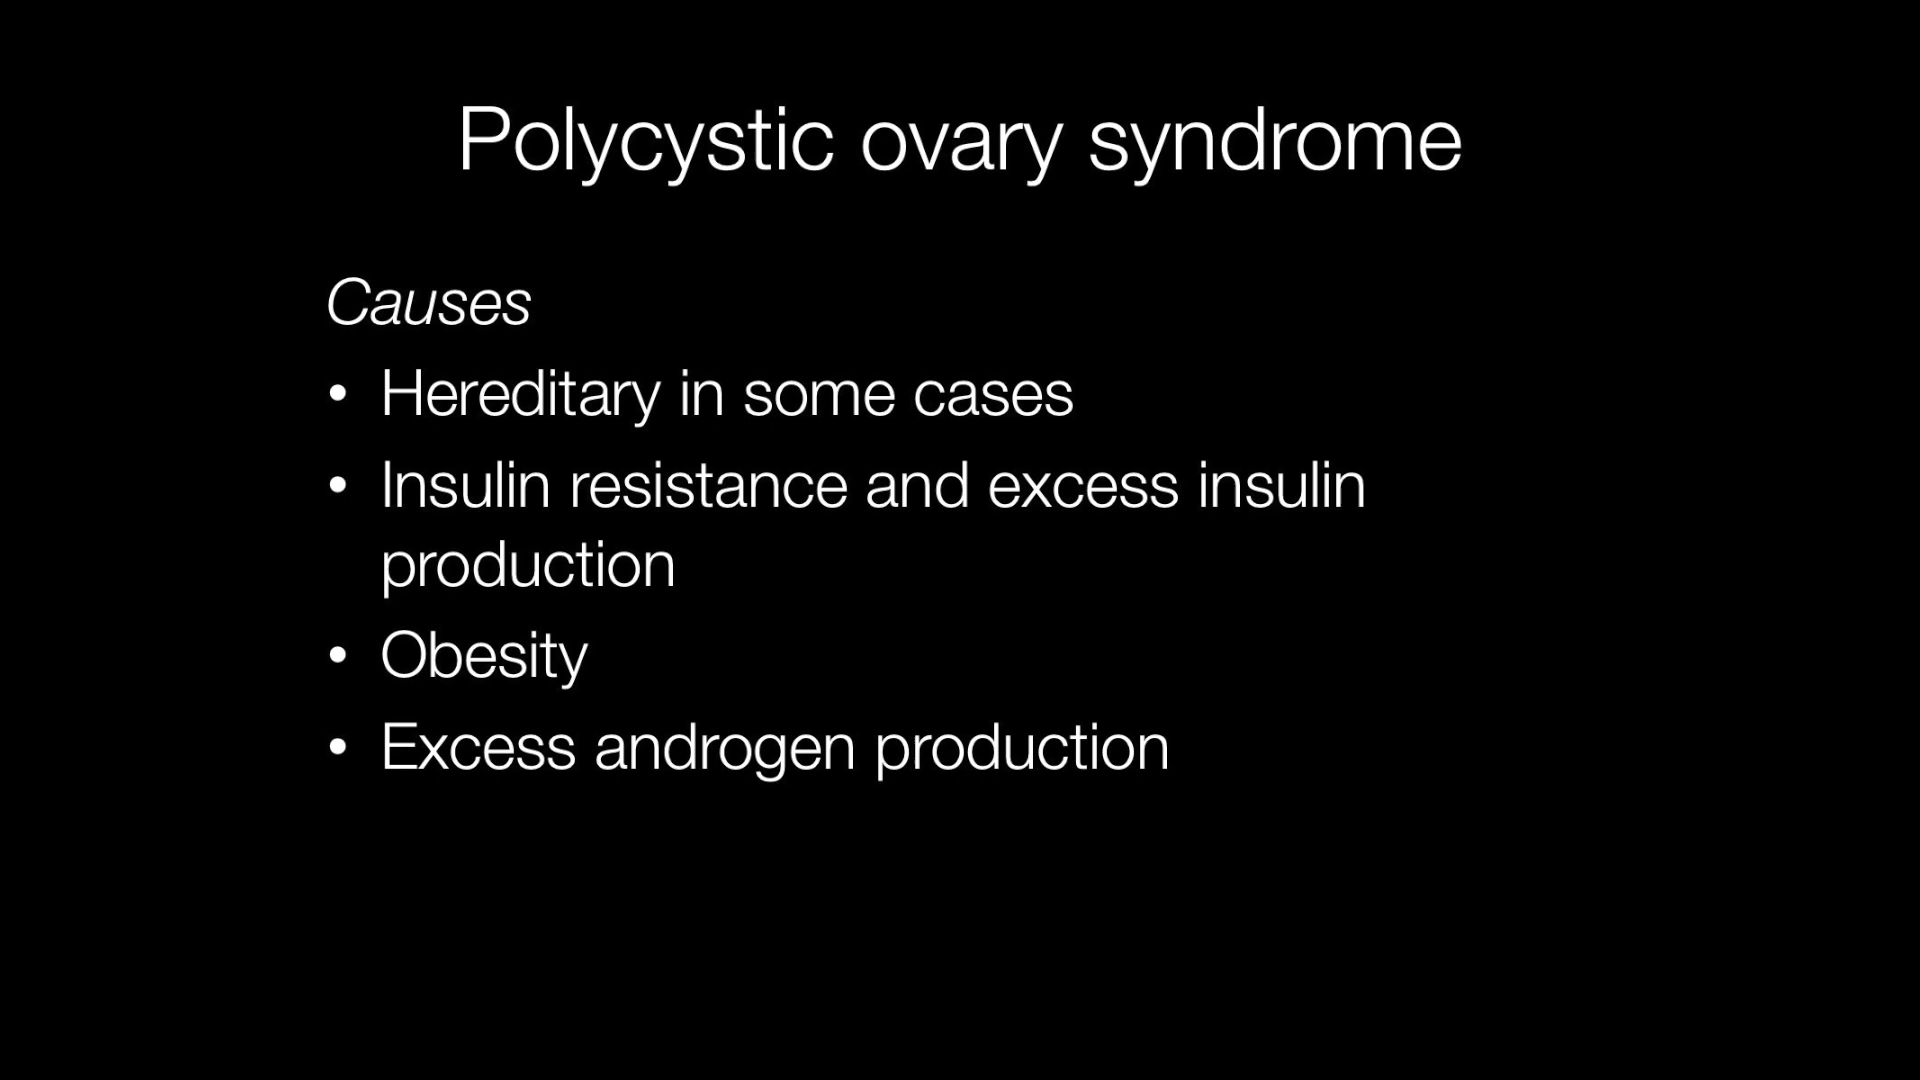 Polycystic ovary syndrome
Causes
• Hereditary in some cases
• Insulin resistance and excess insulin
production
• Obesity
• Excess androgen production